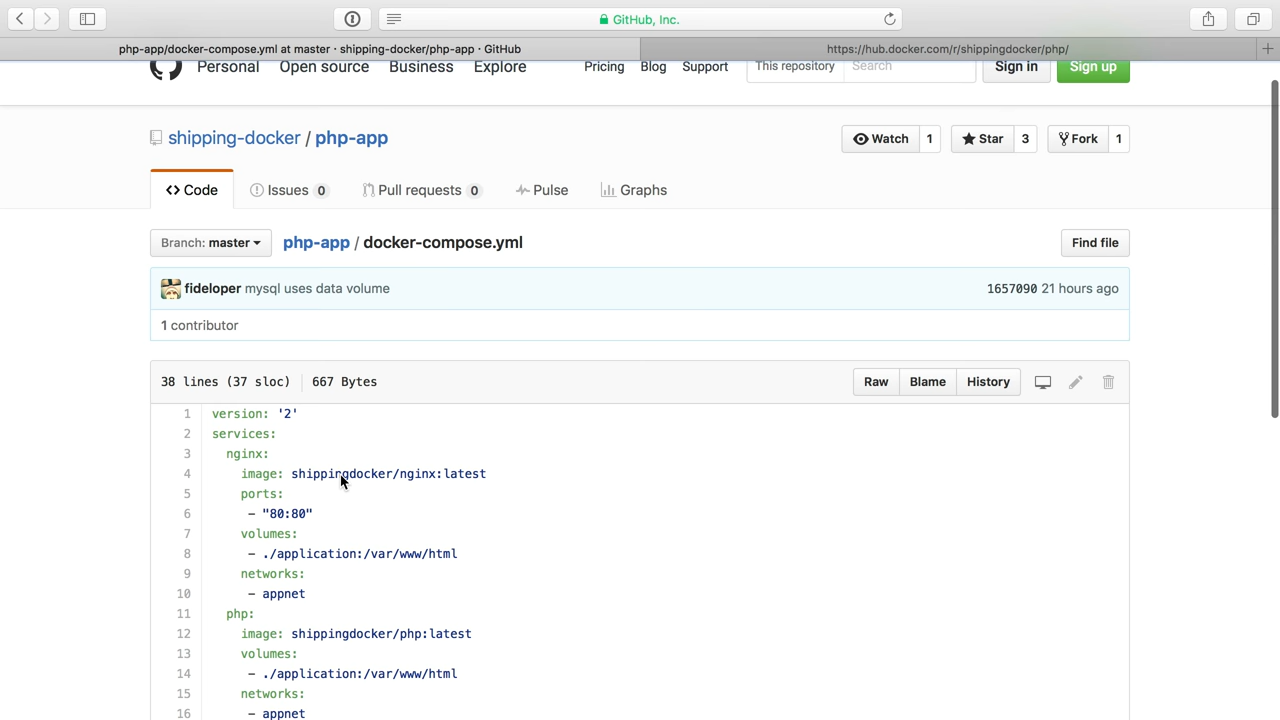 GitHub, Inc.
php-app/docker-compose.yml at master · shipping-docker/php-app · GitHub
https://hub.docker.com/r/shippingdocker/php/
Personal Open source Business Explore Pricing Blog Support This repository Search Sign in Sign up
shipping-docker / php-app
Watch 1 Star 3 Fork 1
Code Issues 0 Pull requests 0 Pulse Graphs
Branch: master php-app / docker-compose.yml Find file
fideloper mysql uses data volume 1657090 21 hours ago
1 contributor
38 lines (37 sloc) 667 Bytes Raw Blame History
1 version: '2'
2 services:
3 nginx:
4 image: shippingdocker/nginx:latest
5 ports:
6 - "80:80"
7 volumes:
8 - ./application:/var/www/html
9 networks:
10 - appnet
11 php:
12 image: shippingdocker/php:latest
13 volumes:
14 - ./application:/var/www/html
15 networks:
16 - appnet